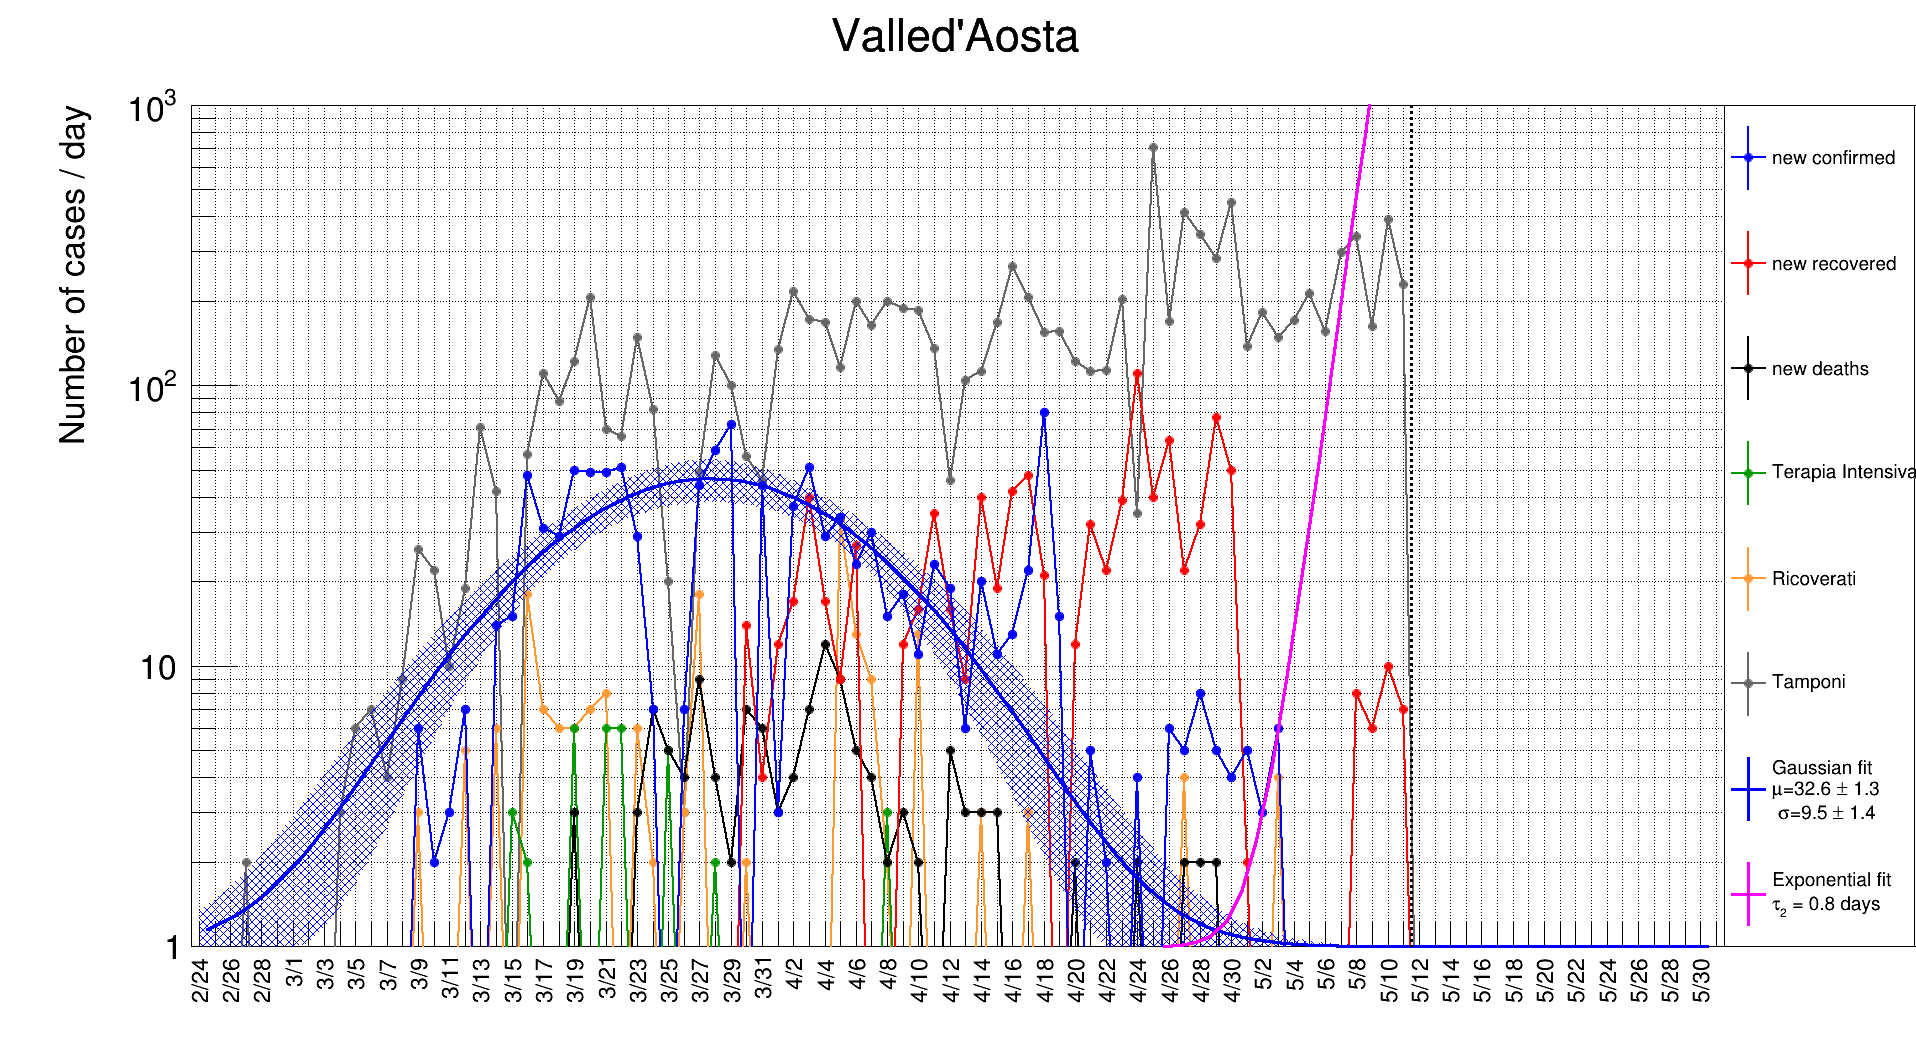 Valled'Aosta
Number of cases / day
10³
10²
10
1
2/24 2/26 2/28 3/1 3/3 3/5 3/7 3/9 3/11 3/13 3/15 3/17 3/19 3/21 3/23 3/25 3/27 3/29 3/31 4/2 4/4 4/6 4/8 4/10 4/12 4/14 4/16 4/18 4/20 4/22 4/24 4/26 4/28 4/30 5/2 5/4 5/6 5/8 5/10 5/12 5/14 5/16 5/18 5/20 5/22 5/24 5/26 5/28 5/30
new confirmed
new recovered
new deaths
Terapia Intensiva
Ricoverati
Tamponi
Gaussian fit
μ=32.6 ± 1.3
σ=9.5 ± 1.4
Exponential fit
τ₂ = 0.8 days